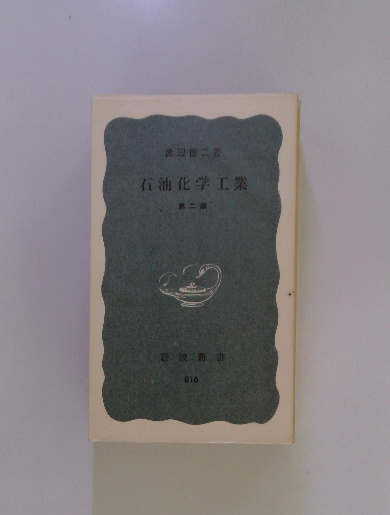 渡辺徳二著
石油化学工業
第二版
岩波新書
816